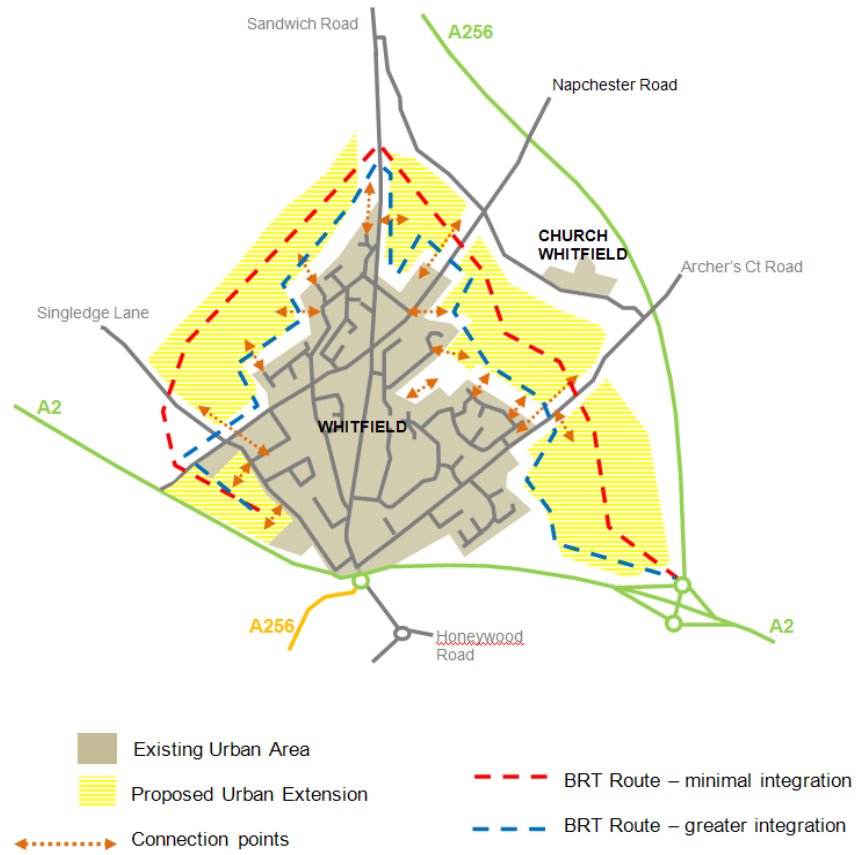 Sandwich Road
A256
Napchester Road
CHURCH
WHITFIELD
Archer's Ct Road
Singledge Lane
A2
WHITFIELD
A256
Honeywood
Road
A2
Existing Urban Area
Proposed Urban Extension
Connection points
BRT Route – minimal integration
BRT Route – greater integration